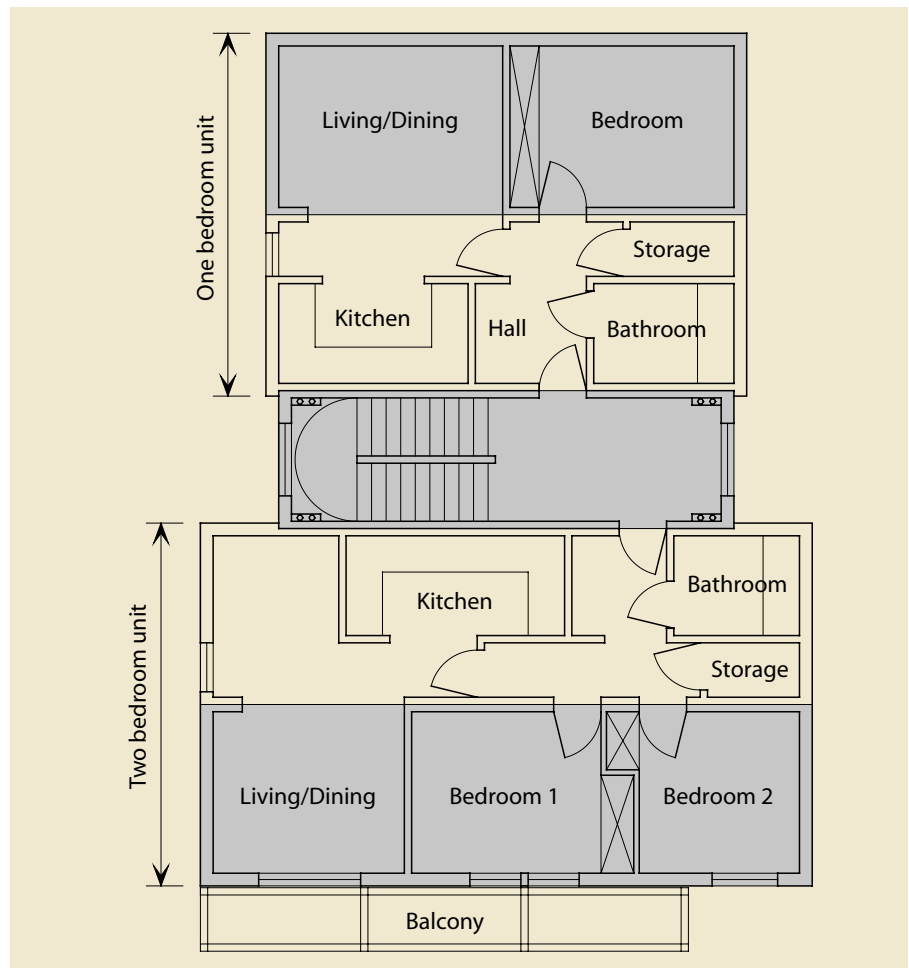 Living/Dining
Bedroom
One bedroom unit
Storage
Kitchen
Hall
Bathroom
Two bedroom unit
Kitchen
Bathroom
Storage
Living/Dining
Bedroom 1
Bedroom 2
Balcony